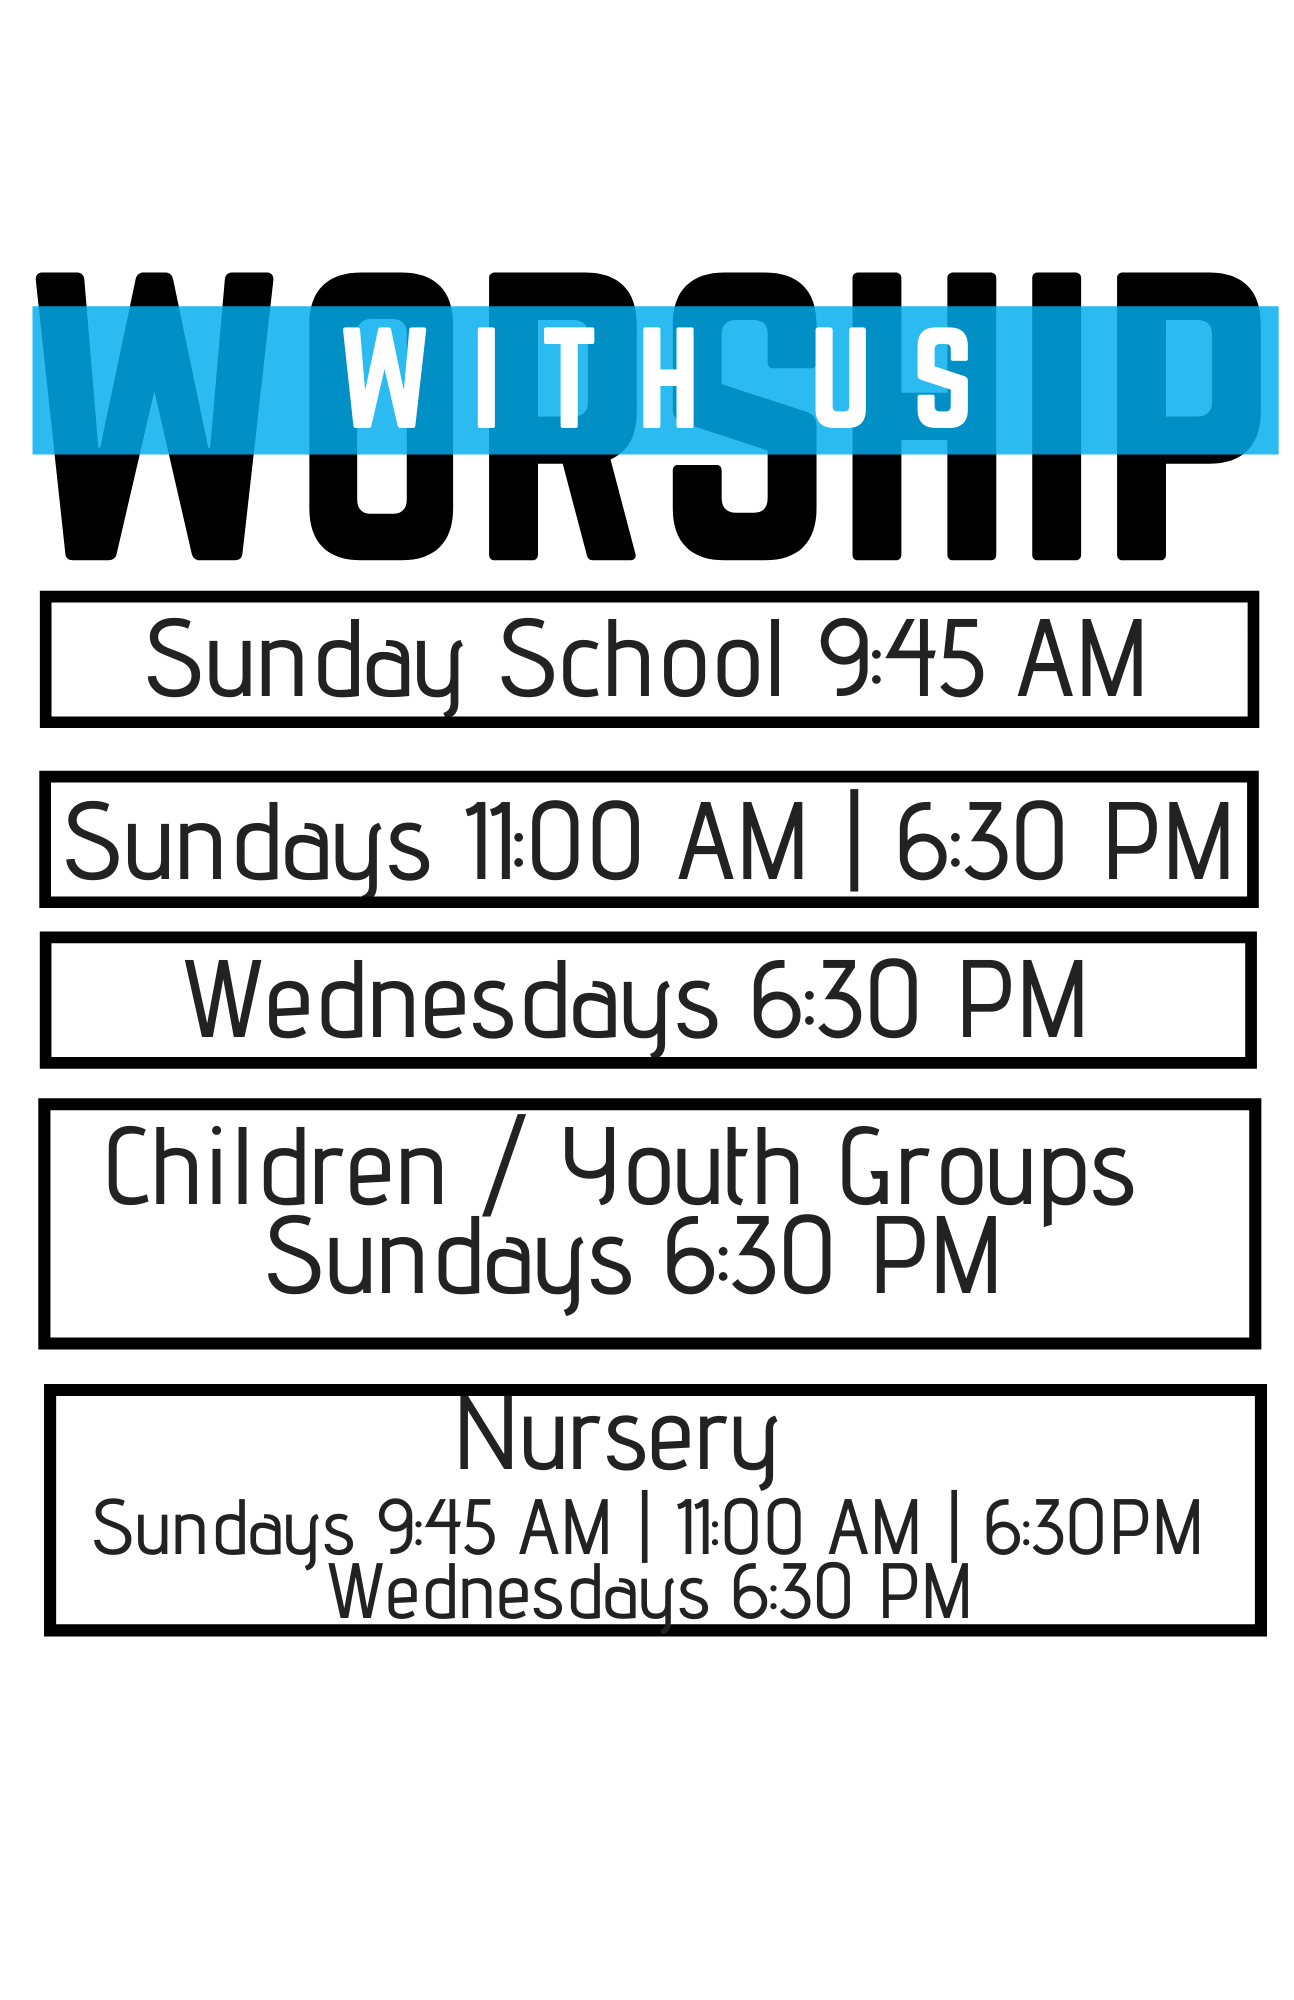 WORSHIP
WITH US
Sunday School 9:45 AM
Sundays 11:00 AM | 6:30 PM
Wednesdays 6:30 PM
Children / Youth Groups
Sundays 6:30 PM
Nursery
Sundays 9:45 AM | 11:00 AM | 6:30PM
Wednesdays 6:30 PM